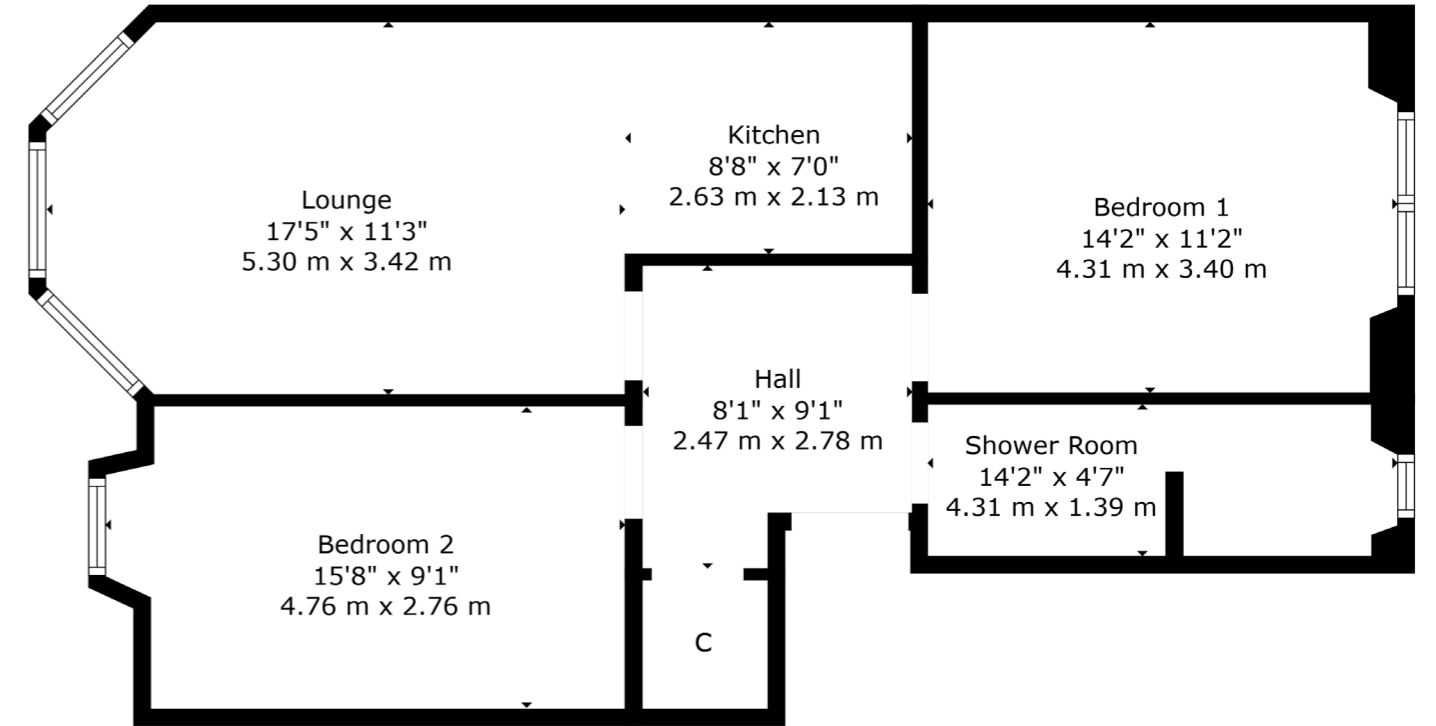 Lounge
17'5" x 11'3"
5.30 m x 3.42 m
Kitchen
8'8" x 7'0"
2.63 m x 2.13 m
Bedroom 1
14'2" x 11'2"
4.31 m x 3.40 m
Hall
8'1" x 9'1"
2.47 m x 2.78 m
Shower Room
14'2" x 4'7"
4.31 m x 1.39 m
Bedroom 2
15'8" x 9'1"
4.76 m x 2.76 m
C